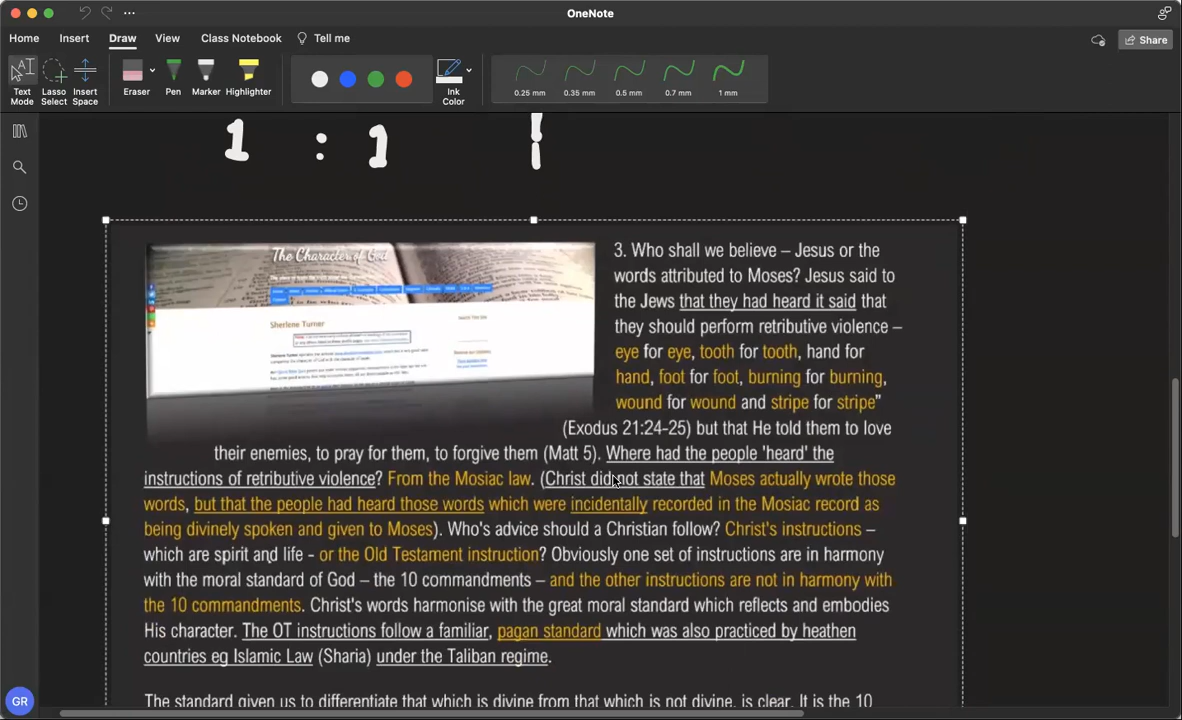 OneNote
Home Insert Draw View Class Notebook Tell me
Share
Text Mode
Lasso Select
Insert Space
Eraser
Pen
Marker
Highlighter
Ink Color
0.25 mm
0.35 mm
0.5 mm
0.7 mm
1 mm
1 : 1 !
The Character of God
Sherlene Turner
3. Who shall we believe – Jesus or the
words attributed to Moses? Jesus said to
the Jews that they had heard it said that
they should perform retributive violence –
eye for eye, tooth for tooth, hand for
hand, foot for foot, burning for burning,
wound for wound and stripe for stripe”
(Exodus 21:24-25) but that He told them to love
their enemies, to pray for them, to forgive them (Matt 5). Where had the people 'heard' the
instructions of retributive violence? From the Mosiac law. (Christ did not state that Moses actually wrote those
words, but that the people had heard those words which were incidentally recorded in the Mosiac record as
being divinely spoken and given to Moses). Who's advice should a Christian follow? Christ's instructions –
which are spirit and life - or the Old Testament instruction? Obviously one set of instructions are in harmony
with the moral standard of God – the 10 commandments – and the other instructions are not in harmony with
the 10 commandments. Christ's words harmonise with the great moral standard which reflects and embodies
His character. The OT instructions follow a familiar, pagan standard which was also practiced by heathen
countries eg Islamic Law (Sharia) under the Taliban regime.
The standard given us to differentiate that which is divine from that which is not divine, is clear. It is the 10
GR